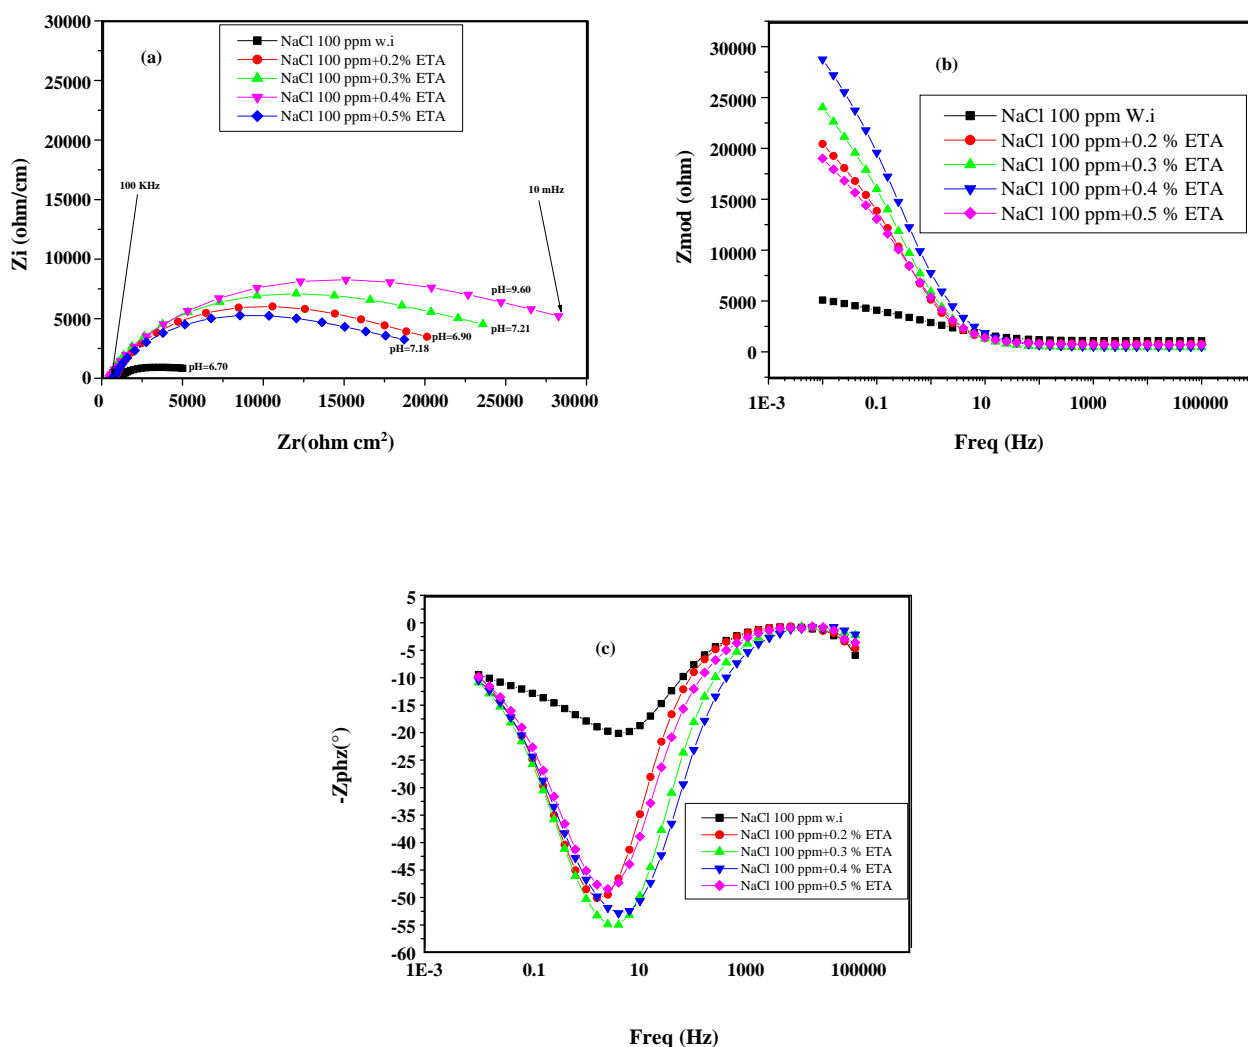 30000
25000
20000
15000
10000
5000
0
Zi (ohm/cm)
(a)
NaCl 100 ppm w.i
NaCl 100 ppm+0.2% ETA
NaCl 100 ppm+0.3% ETA
NaCl 100 ppm+0.4% ETA
NaCl 100 ppm+0.5% ETA
100 KHz
10 mHz
pH=9.60
pH=7.21
pH=6.90
pH=7.18
pH=6.70
0 5000 10000 15000 20000 25000 30000
Zr(ohm cm²)
30000
25000
20000
15000
10000
5000
0
Zmod (ohm)
(b)
NaCl 100 ppm W.i
NaCl 100 ppm+0.2 % ETA
NaCl 100 ppm+0.3 % ETA
NaCl 100 ppm+0.4 % ETA
NaCl 100 ppm+0.5 % ETA
1E-3 0.1 10 1000 100000
Freq (Hz)
5
0
-5
-10
-15
-20
-25
-30
-35
-40
-45
-50
-55
-60
-Zphz(°)
(c)
NaCl 100 ppm w.i
NaCl 100 ppm+0.2 % ETA
NaCl 100 ppm+0.3 % ETA
NaCl 100 ppm+0.4 % ETA
NaCl 100 ppm+0.5 % ETA
1E-3 0.1 10 1000 100000
Freq (Hz)